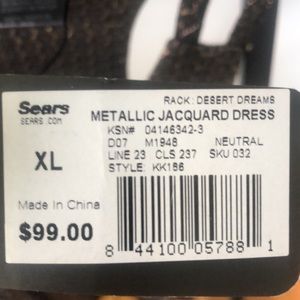 RACK: DESERT DREAMS
Sears
SEARS.COM
METALLIC JACQUARD DRESS
KSN# 04146342-3
D07 M1948 NEUTRAL
LINE 23 CLS 237 SKU 032
STYLE: KK186
XL
Made In China
$99.00
8 44100 05788 1